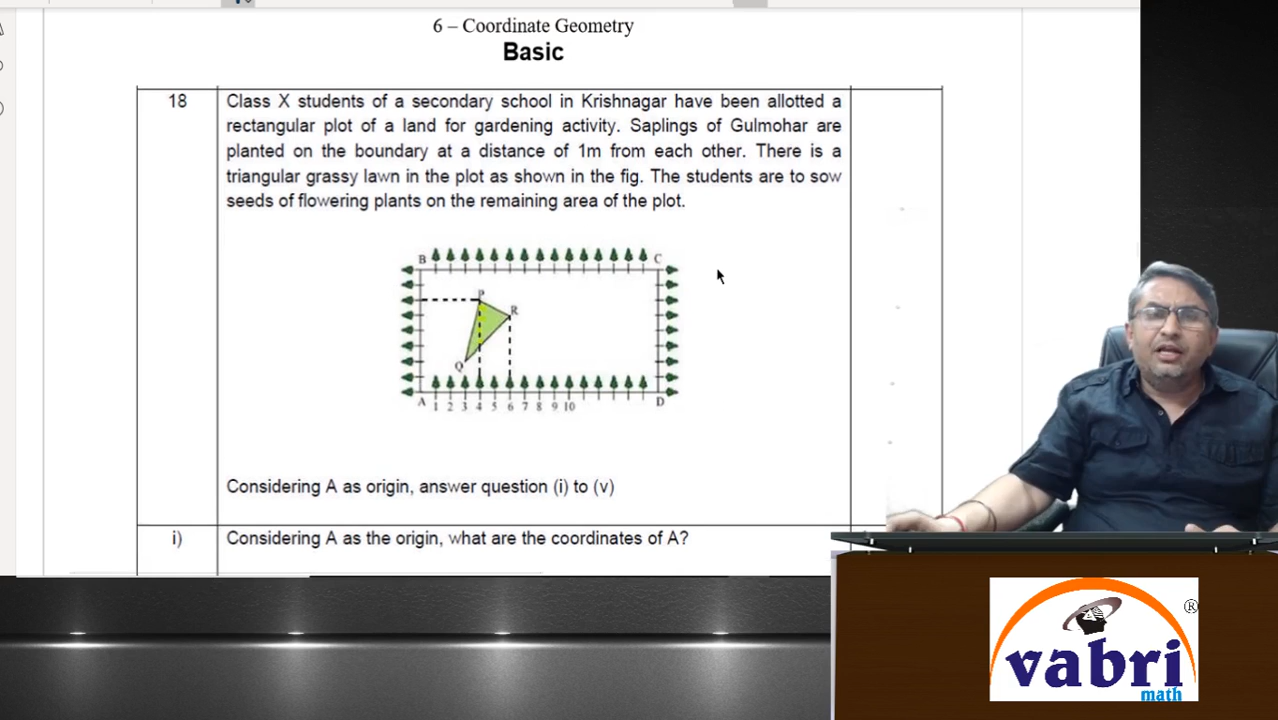 6 – Coordinate Geometry
Basic
18
Class X students of a secondary school in Krishnagar have been allotted a
rectangular plot of a land for gardening activity. Saplings of Gulmohar are
planted on the boundary at a distance of 1m from each other. There is a
triangular grassy lawn in the plot as shown in the fig. The students are to sow
seeds of flowering plants on the remaining area of the plot.
B C
P
R
Q
A 1 2 3 4 5 6 7 8 9 10 D
Considering A as origin, answer question (i) to (v)
i) Considering A as the origin, what are the coordinates of A?
®
vabri
math